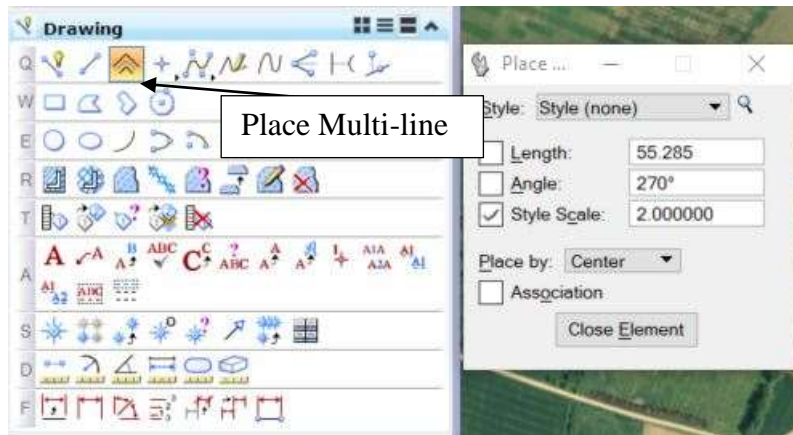 Drawing
Q
W
Place Multi-line
E
R
T
A
S
D
F
Place ...
Style: Style (none)
Length: 55.285
Angle: 270°
Style Scale: 2.000000
Place by: Center
Association
Close Element